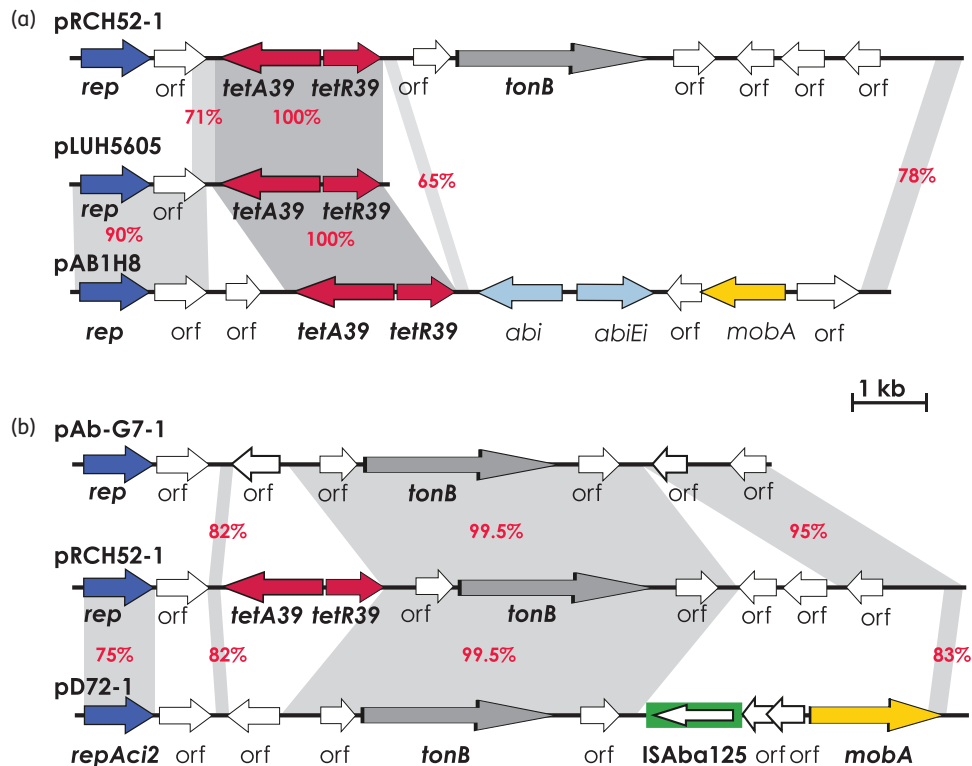 (a)
pRCH52-1
rep orf tetA39 tetR39 orf tonB orf orf orf orf
71% 100%
pLUH5605
65% 78%
rep orf tetA39 tetR39
90% 100%
pAB1H8
rep orf orf tetA39 tetR39 abi abiEi orf mobA orf
1 kb
(b)
pAb-G7-1
rep orf orf orf tonB orf orf orf
82% 99.5% 95%
pRCH52-1
rep orf tetA39 tetR39 orf tonB orf orf orf orf
75% 82% 99.5% 83%
pD72-1
repAci2 orf orf orf tonB orf ISAba125 orf orf mobA